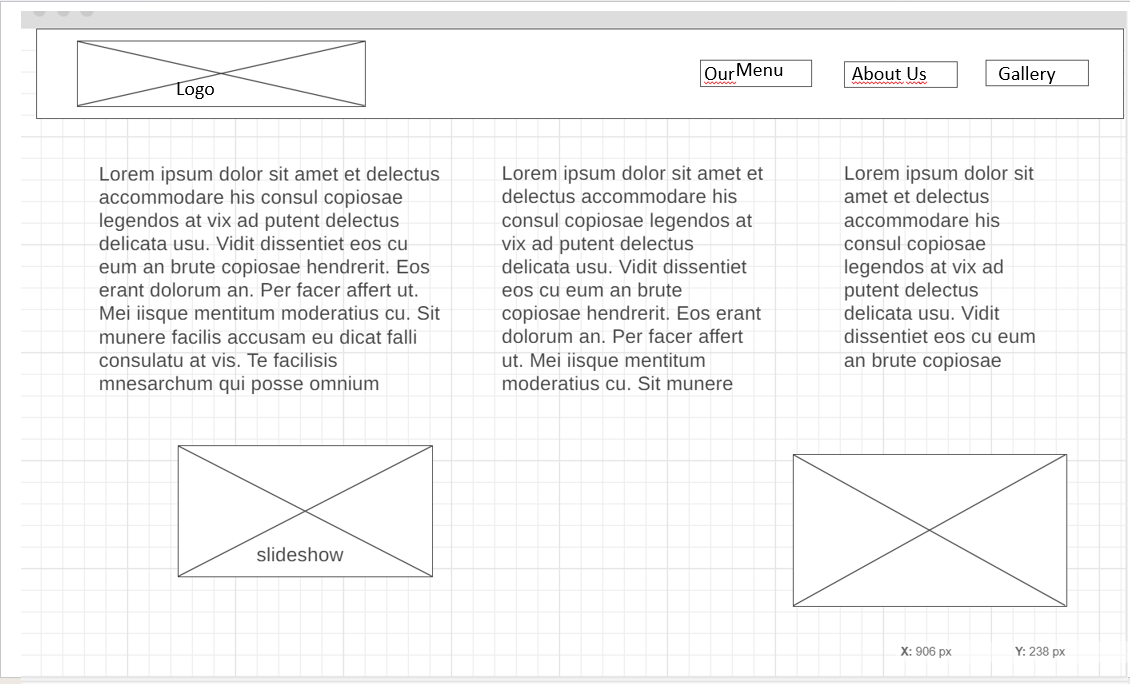 Logo
Our Menu
About Us
Gallery
Lorem ipsum dolor sit amet et delectus
accommodare his consul copiosae
legendos at vix ad putent delectus
delicata usu. Vidit dissentiet eos cu
eum an brute copiosae hendrerit. Eos
erant dolorum an. Per facer affert ut.
Mei iisque mentitum moderatius cu. Sit
munere facilis accusam eu dicat falli
consulatu at vis. Te facilisis
mnesarchum qui posse omnium
Lorem ipsum dolor sit amet et
delectus accommodare his
consul copiosae legendos at
vix ad putent delectus
delicata usu. Vidit dissentiet
eos cu eum an brute
copiosae hendrerit. Eos erant
dolorum an. Per facer affert
ut. Mei iisque mentitum
moderatius cu. Sit munere
Lorem ipsum dolor sit
amet et delectus
accommodare his
consul copiosae
legendos at vix ad
putent delectus
delicata usu. Vidit
dissentiet eos cu eum
an brute copiosae
slideshow
X: 906 px Y: 238 px